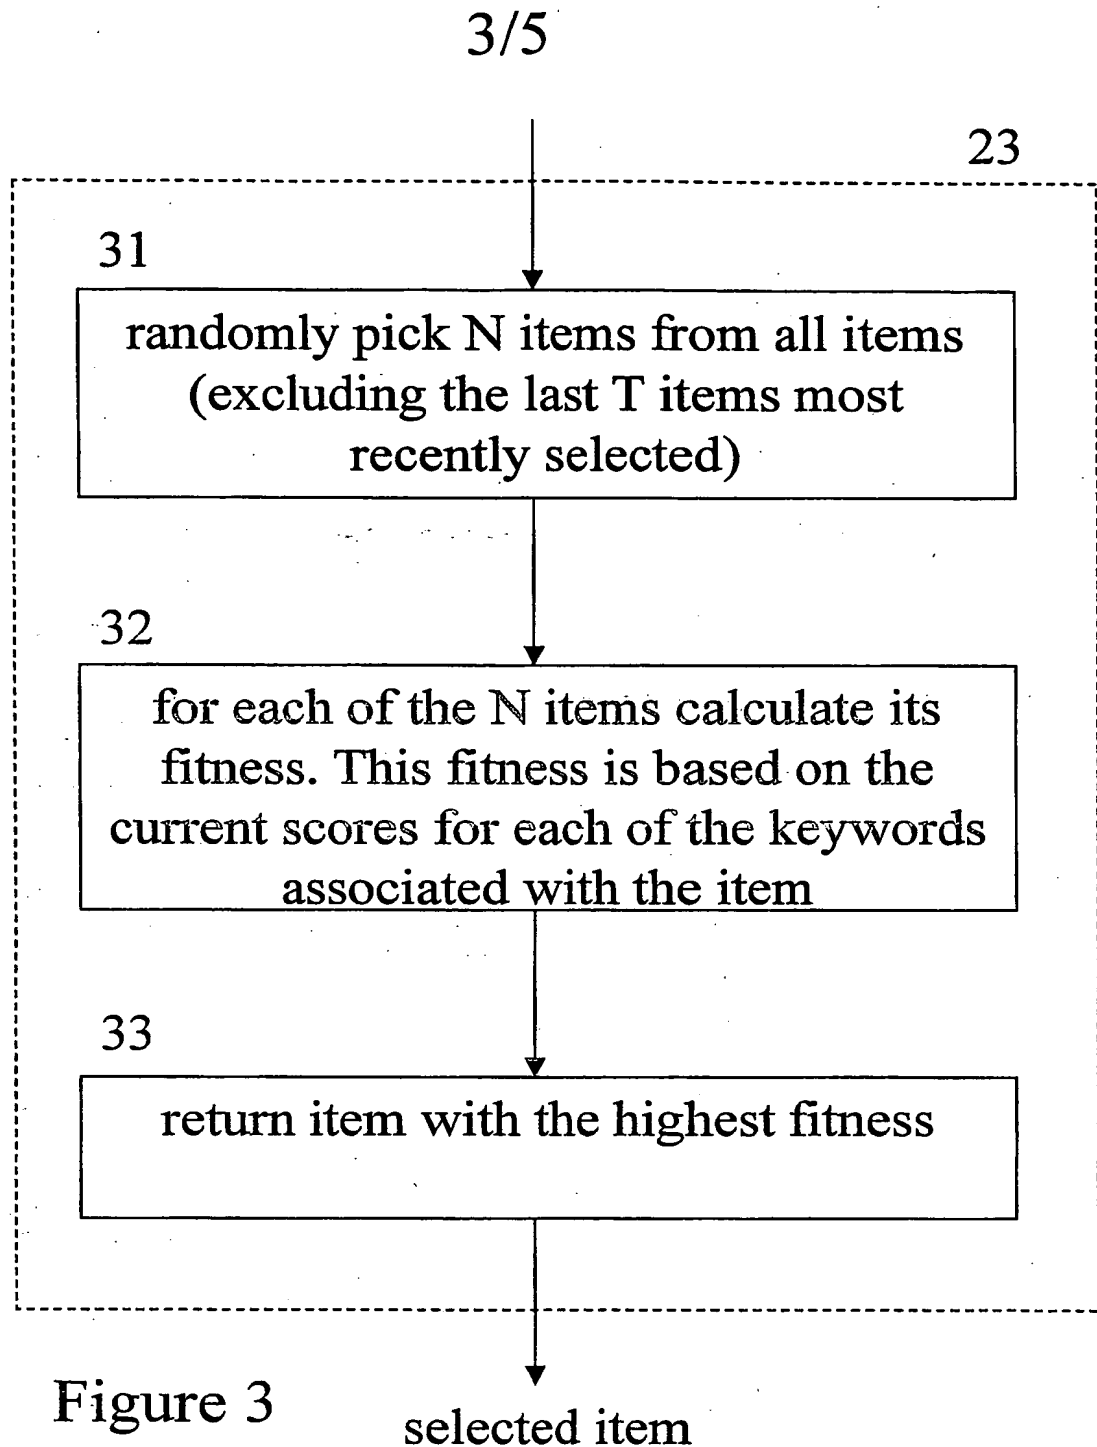 3/5
23
31
randomly pick N items from all items
(excluding the last T items most
recently selected)
32
for each of the N items calculate its
fitness. This fitness is based on the
current scores for each of the keywords
associated with the item
33
return item with the highest fitness
Figure 3
selected item